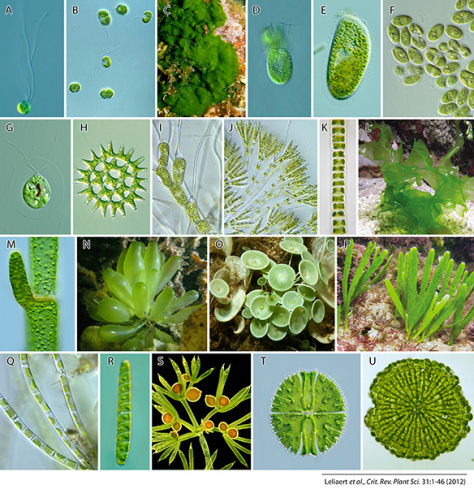 A B C D E F
G H I J K L
M N O P
Q R S T U
Leliaert et al., Crit. Rev. Plant Sci. 31:1-46 (2012)